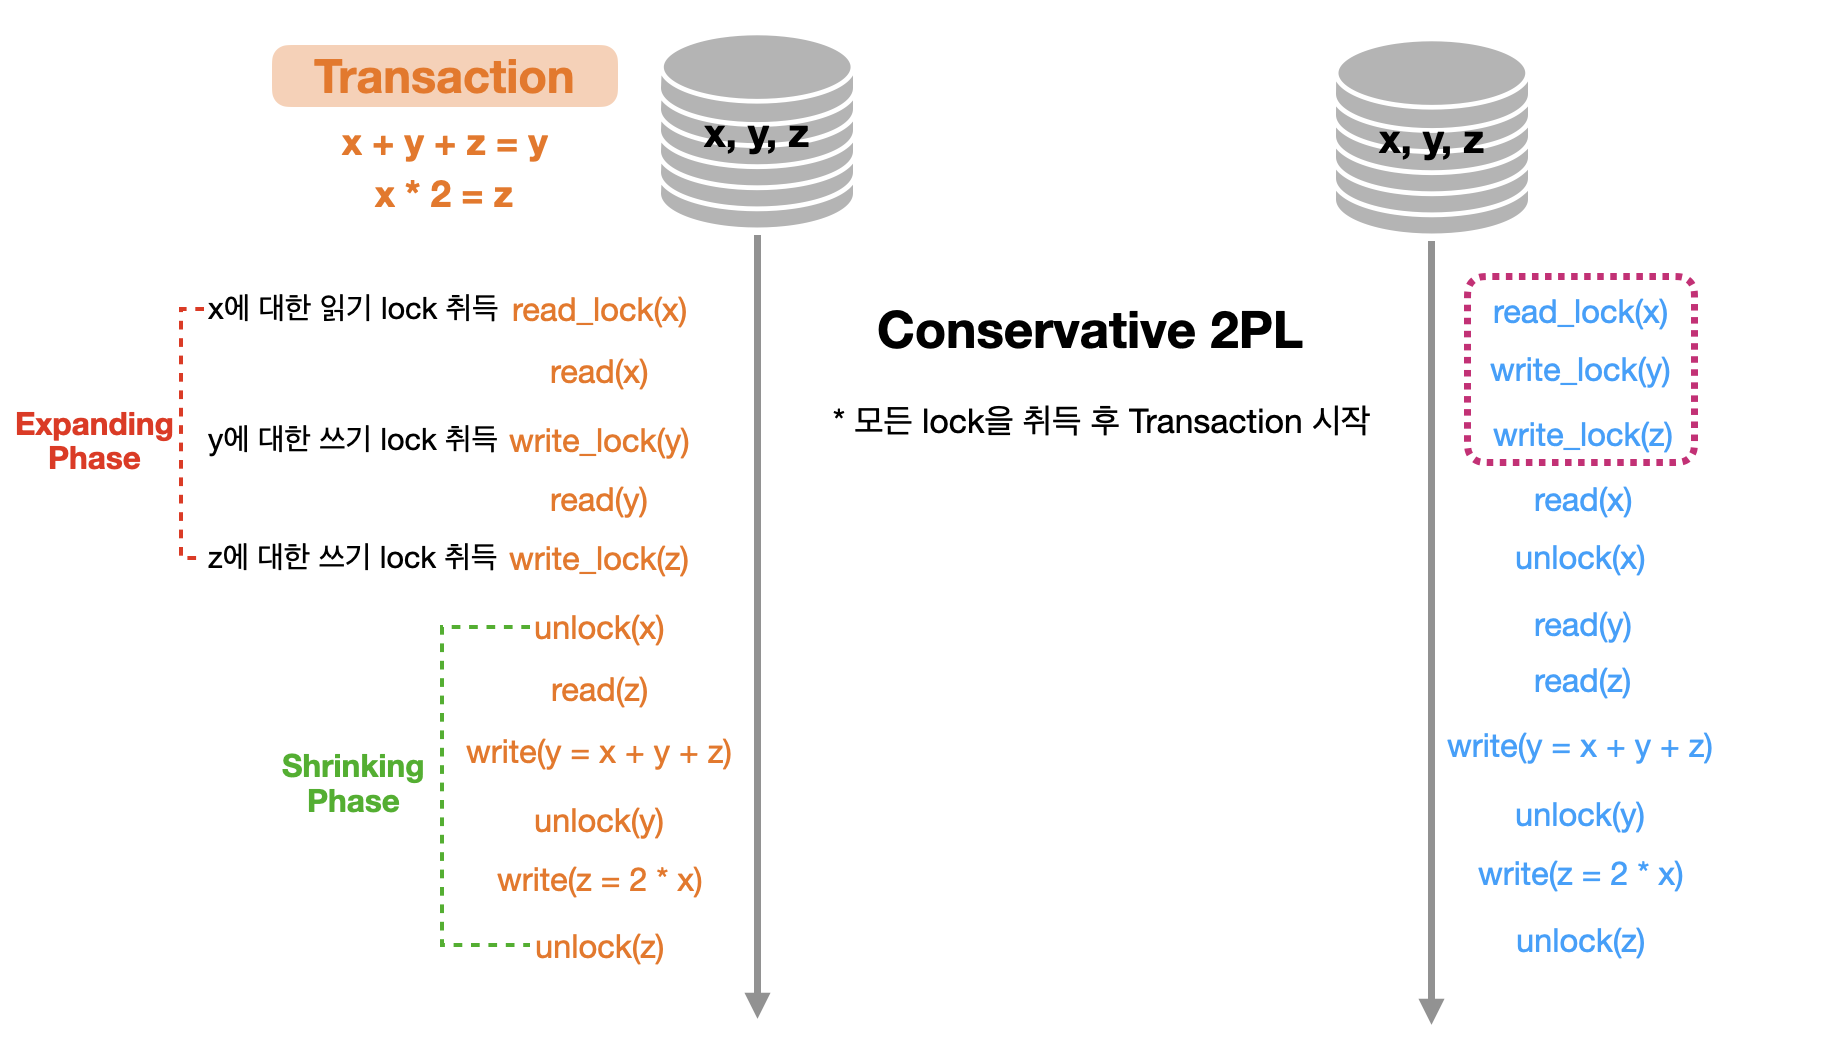 Transaction
x + y + z = y
x * 2 = z
x, y, z
Expanding
Phase
x에 대한 읽기 lock 취득 read_lock(x)
read(x)
y에 대한 쓰기 lock 취득 write_lock(y)
read(y)
z에 대한 쓰기 lock 취득 write_lock(z)
Shrinking
Phase
unlock(x)
read(z)
write(y = x + y + z)
unlock(y)
write(z = 2 * x)
unlock(z)
Conservative 2PL
* 모든 lock을 취득 후 Transaction 시작
x, y, z
read_lock(x)
write_lock(y)
write_lock(z)
read(x)
unlock(x)
read(y)
read(z)
write(y = x + y + z)
unlock(y)
write(z = 2 * x)
unlock(z)